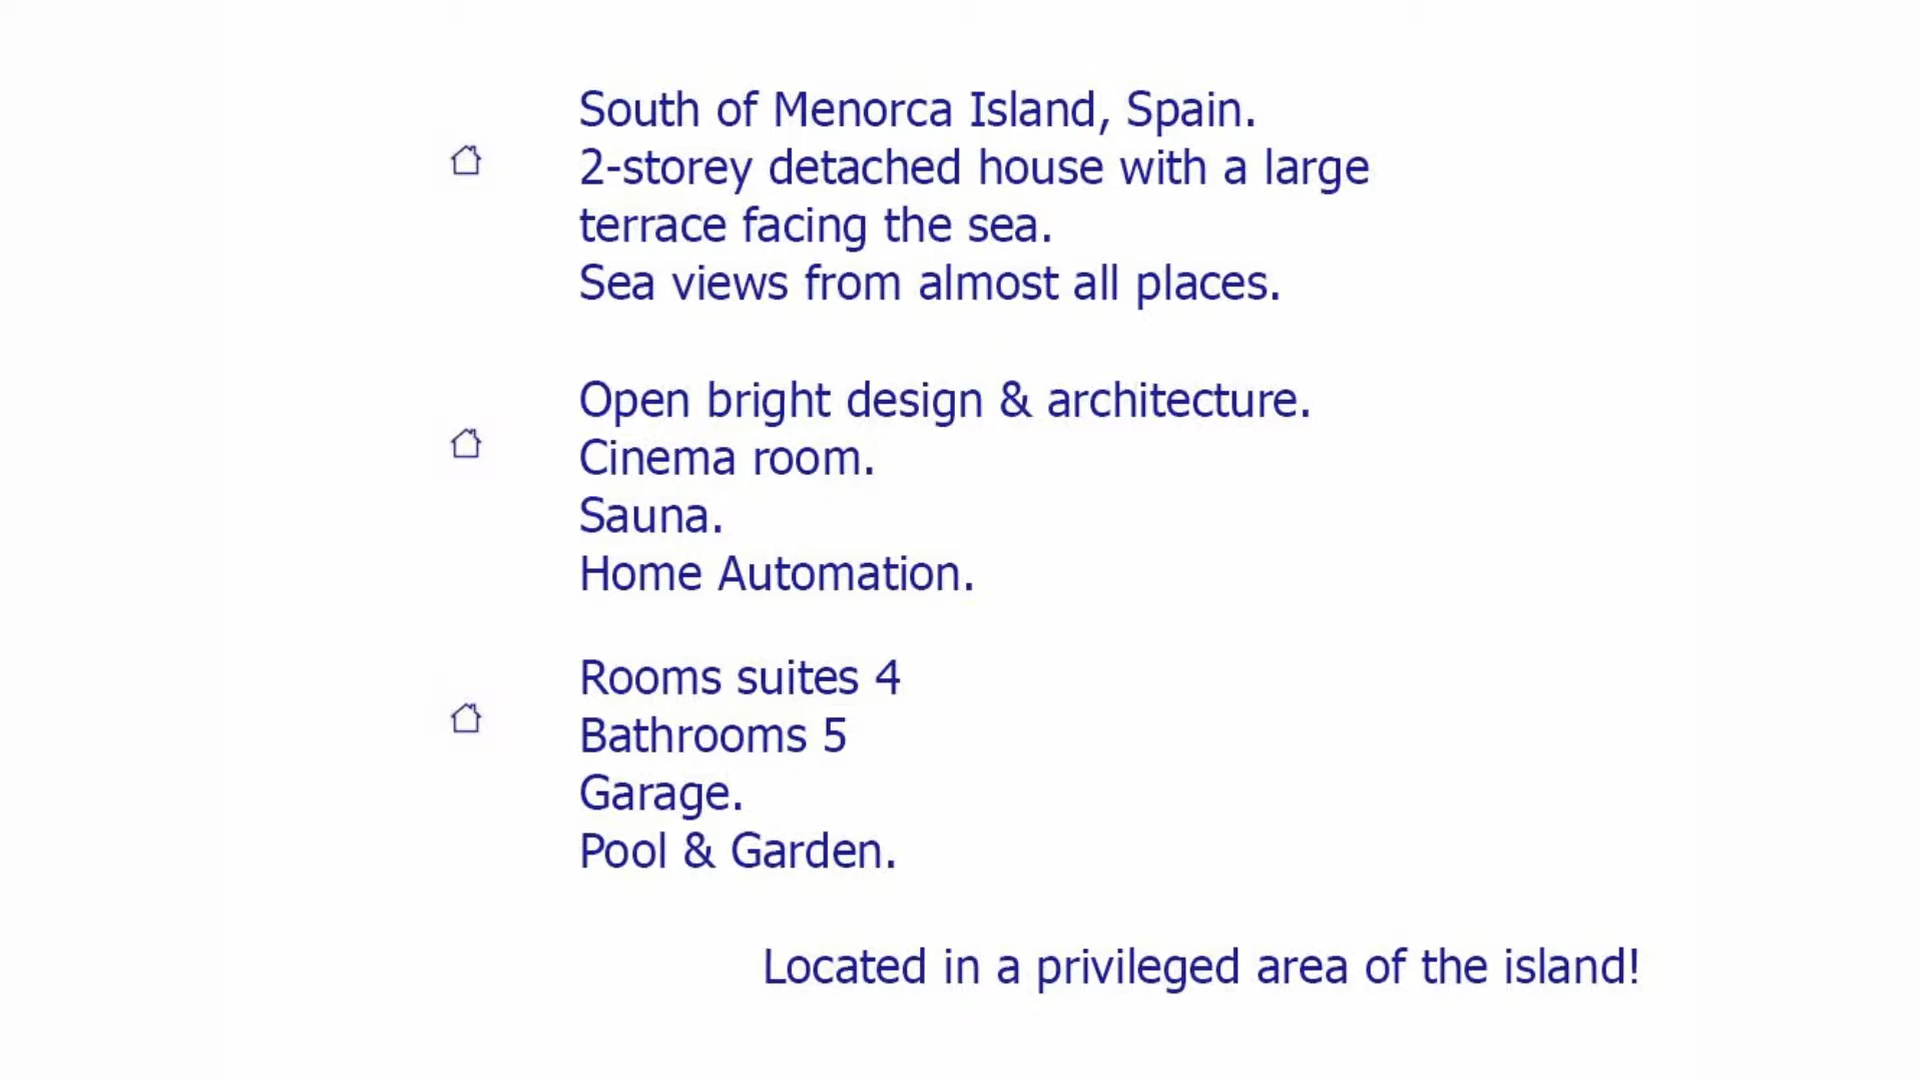 South of Menorca Island, Spain.
2-storey detached house with a large
terrace facing the sea.
Sea views from almost all places.
Open bright design & architecture.
Cinema room.
Sauna.
Home Automation.
Rooms suites 4
Bathrooms 5
Garage.
Pool & Garden.
Located in a privileged area of the island!